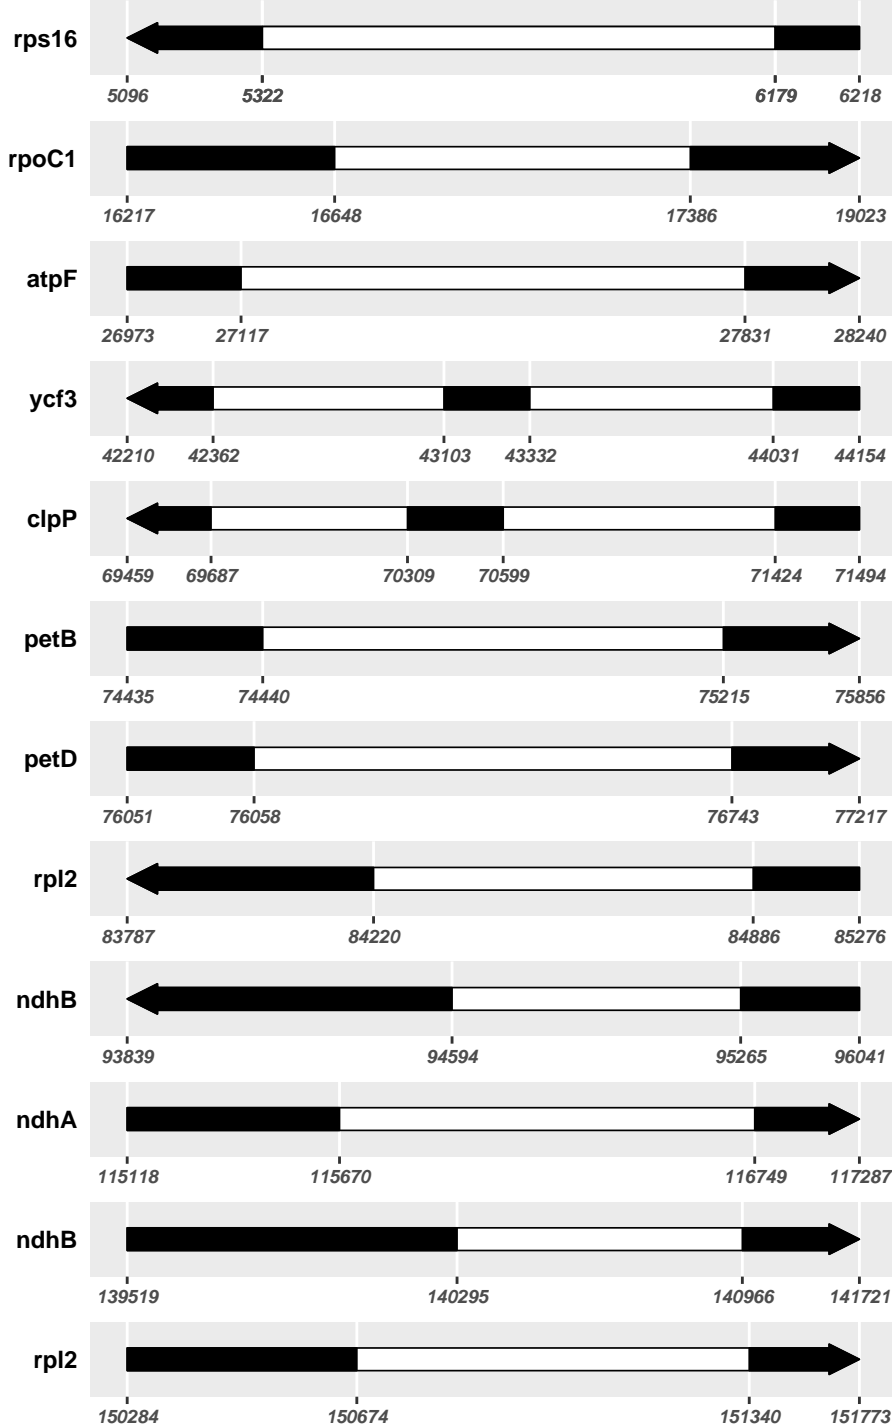 rps16
5096 5322 6179 6218
rpoC1
16217 16648 17386 19023
atpF
26973 27117 27831 28240
ycf3
42210 42362 43103 43332 44031 44154
clpP
69459 69687 70309 70599 71424 71494
petB
74435 74440 75215 75856
petD
76051 76058 76743 77217
rpl2
83787 84220 84886 85276
ndhB
93839 94594 95265 96041
ndhA
115118 115670 116749 117287
ndhB
139519 140295 140966 141721
rpl2
150284 150674 151340 151773